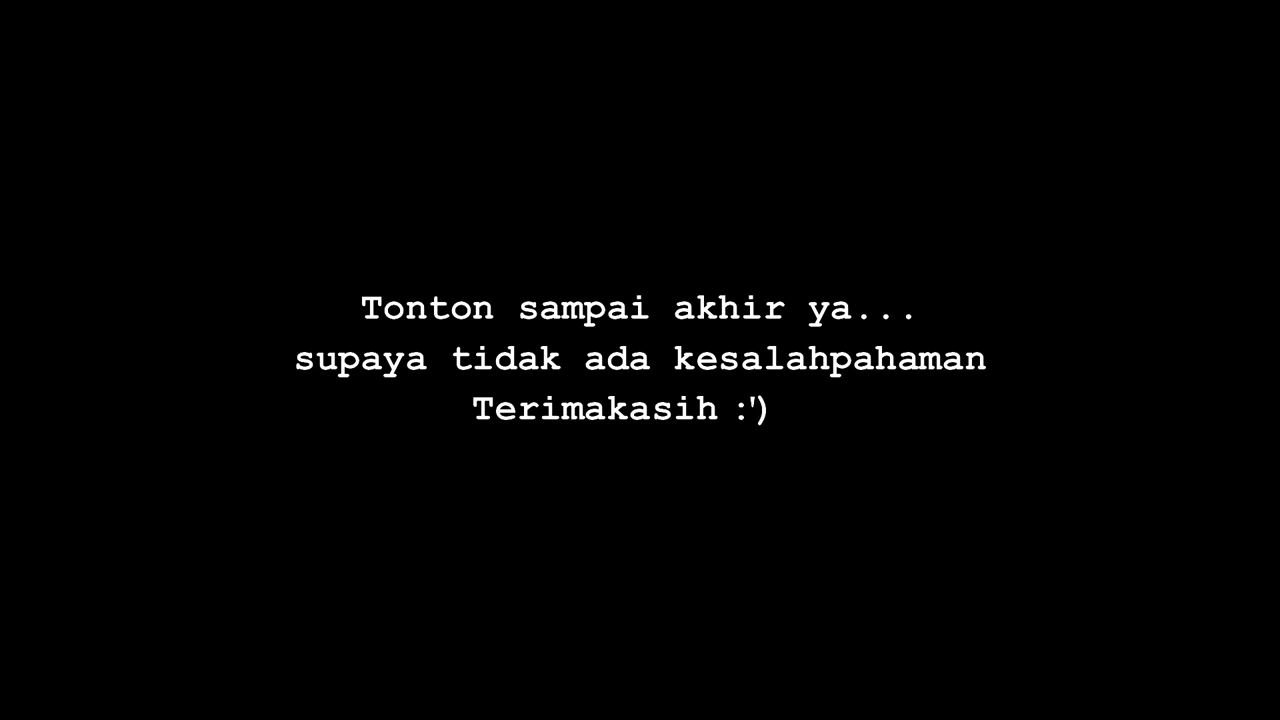 Tonton sampai akhir ya...
supaya tidak ada kesalahpahaman
Terimakasih :')